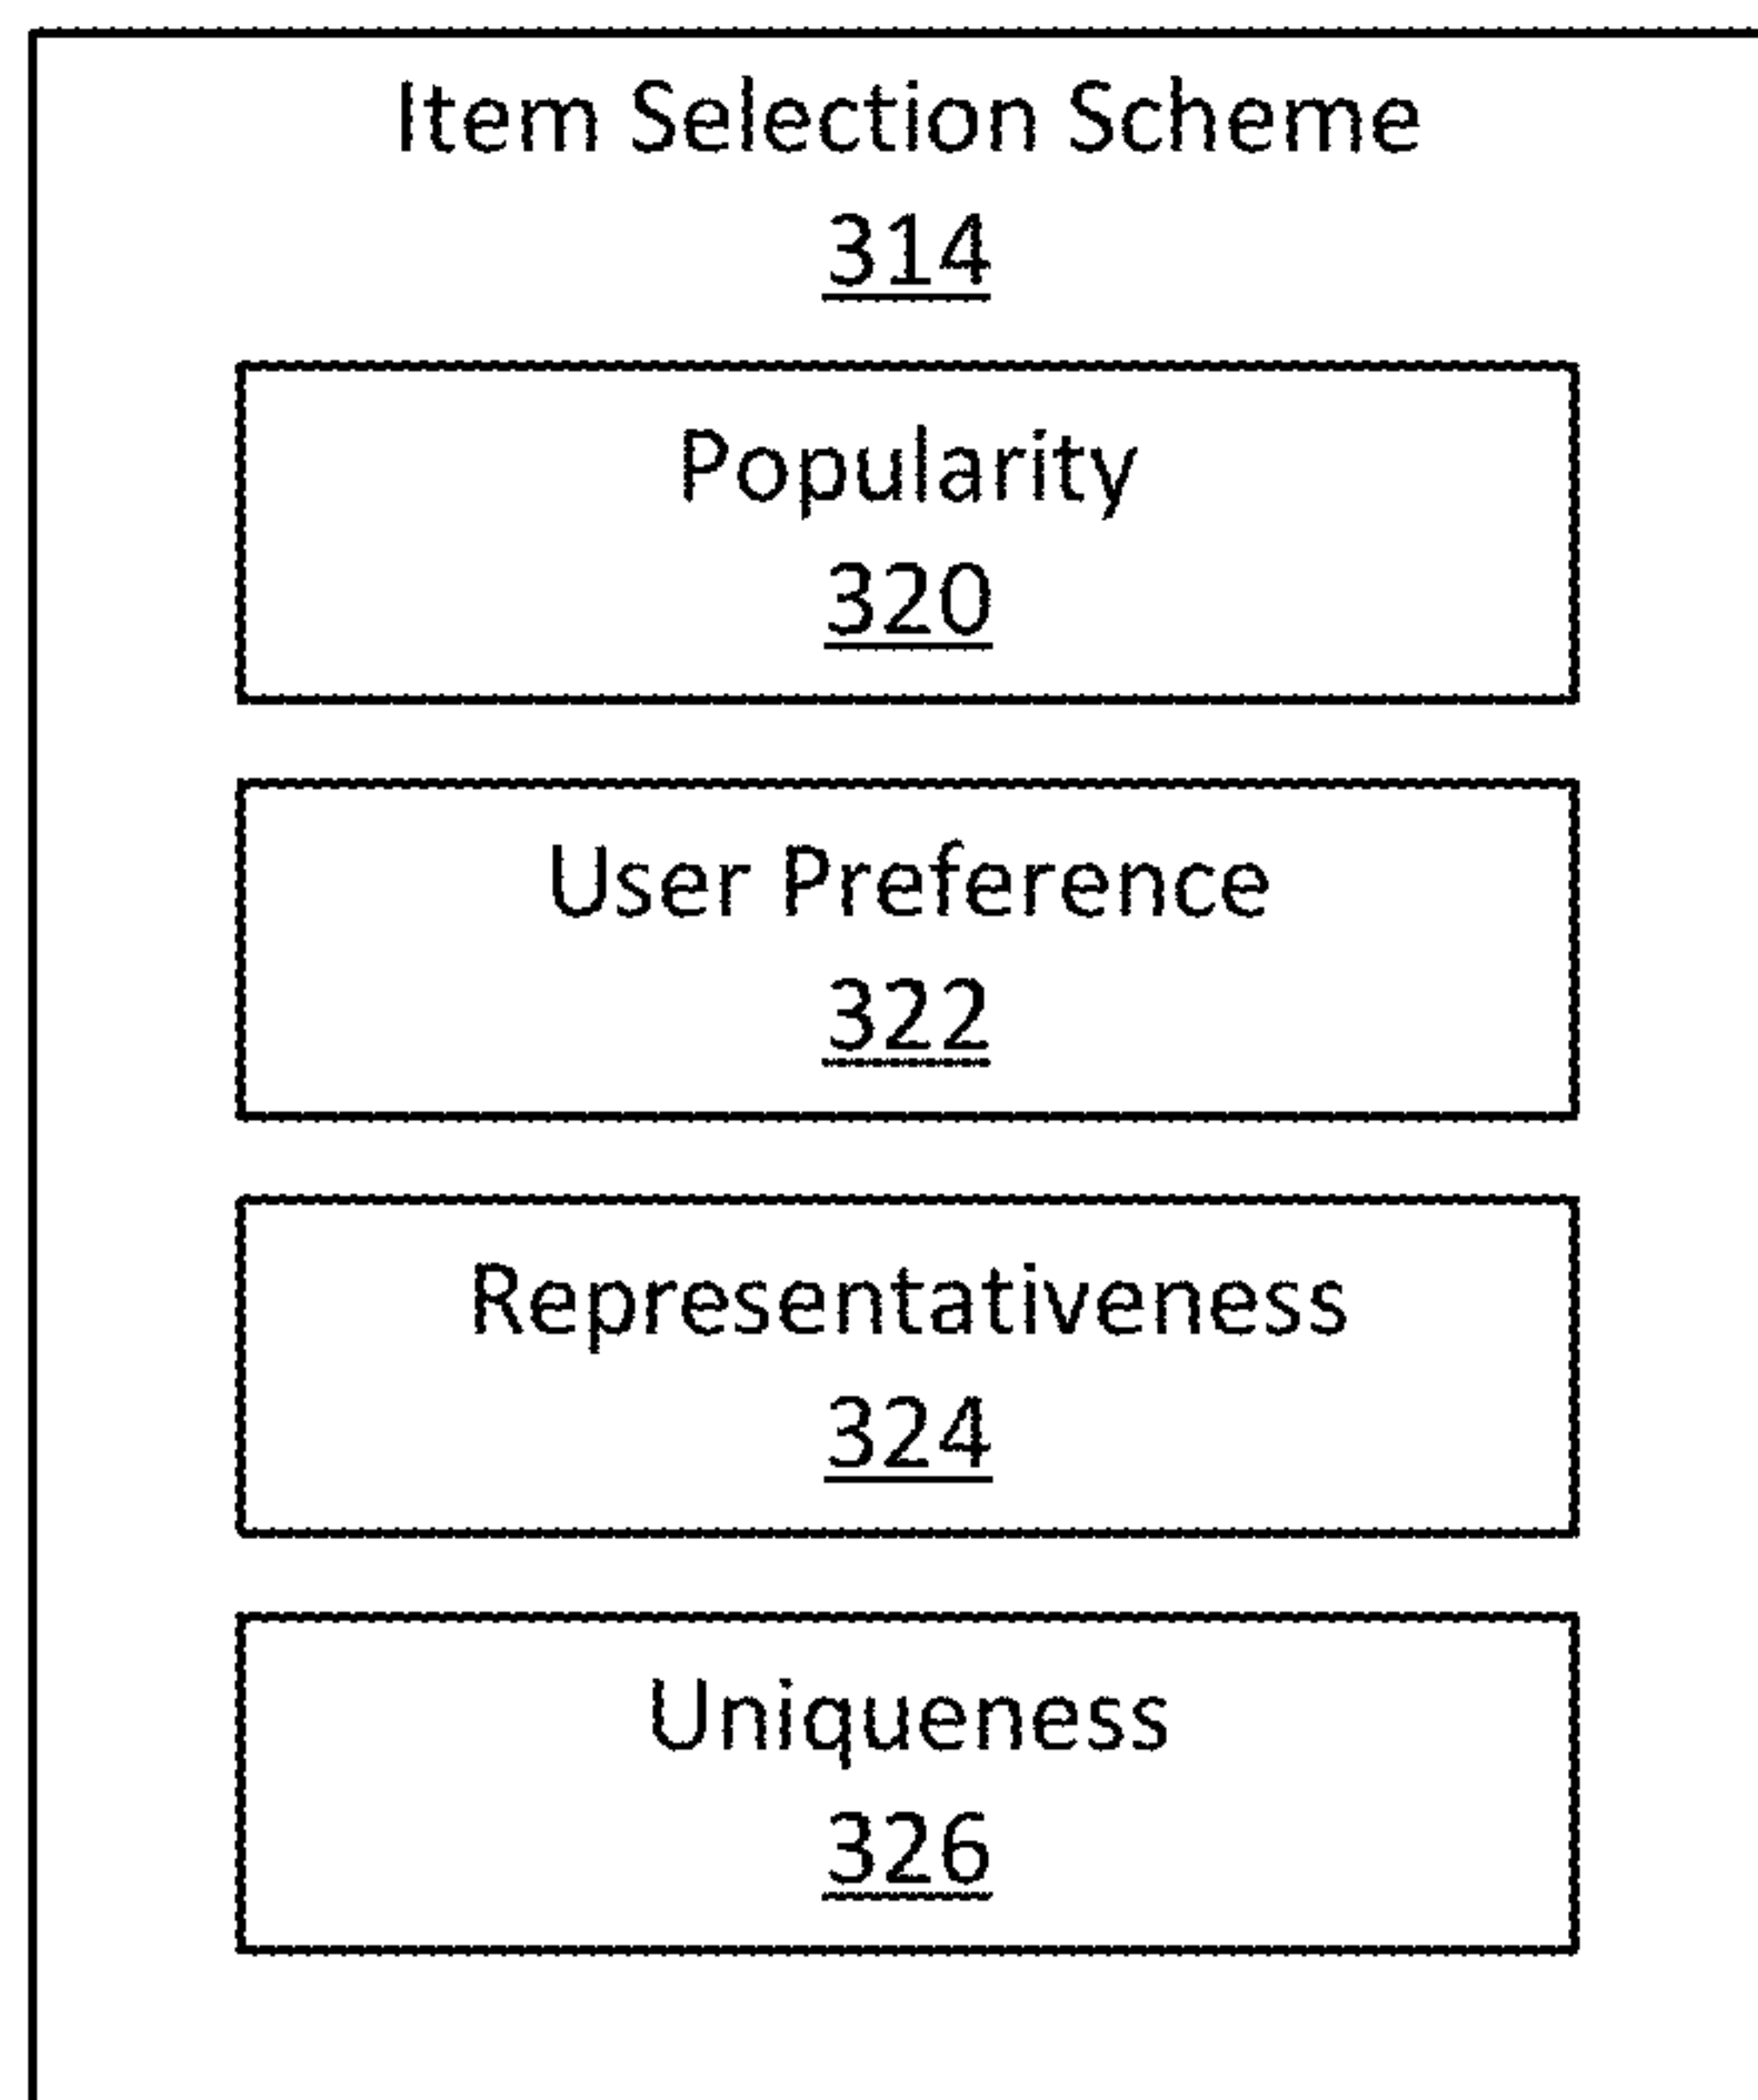 Item Selection Scheme
314
Popularity
320
User Preference
322
Representativeness
324
Uniqueness
326